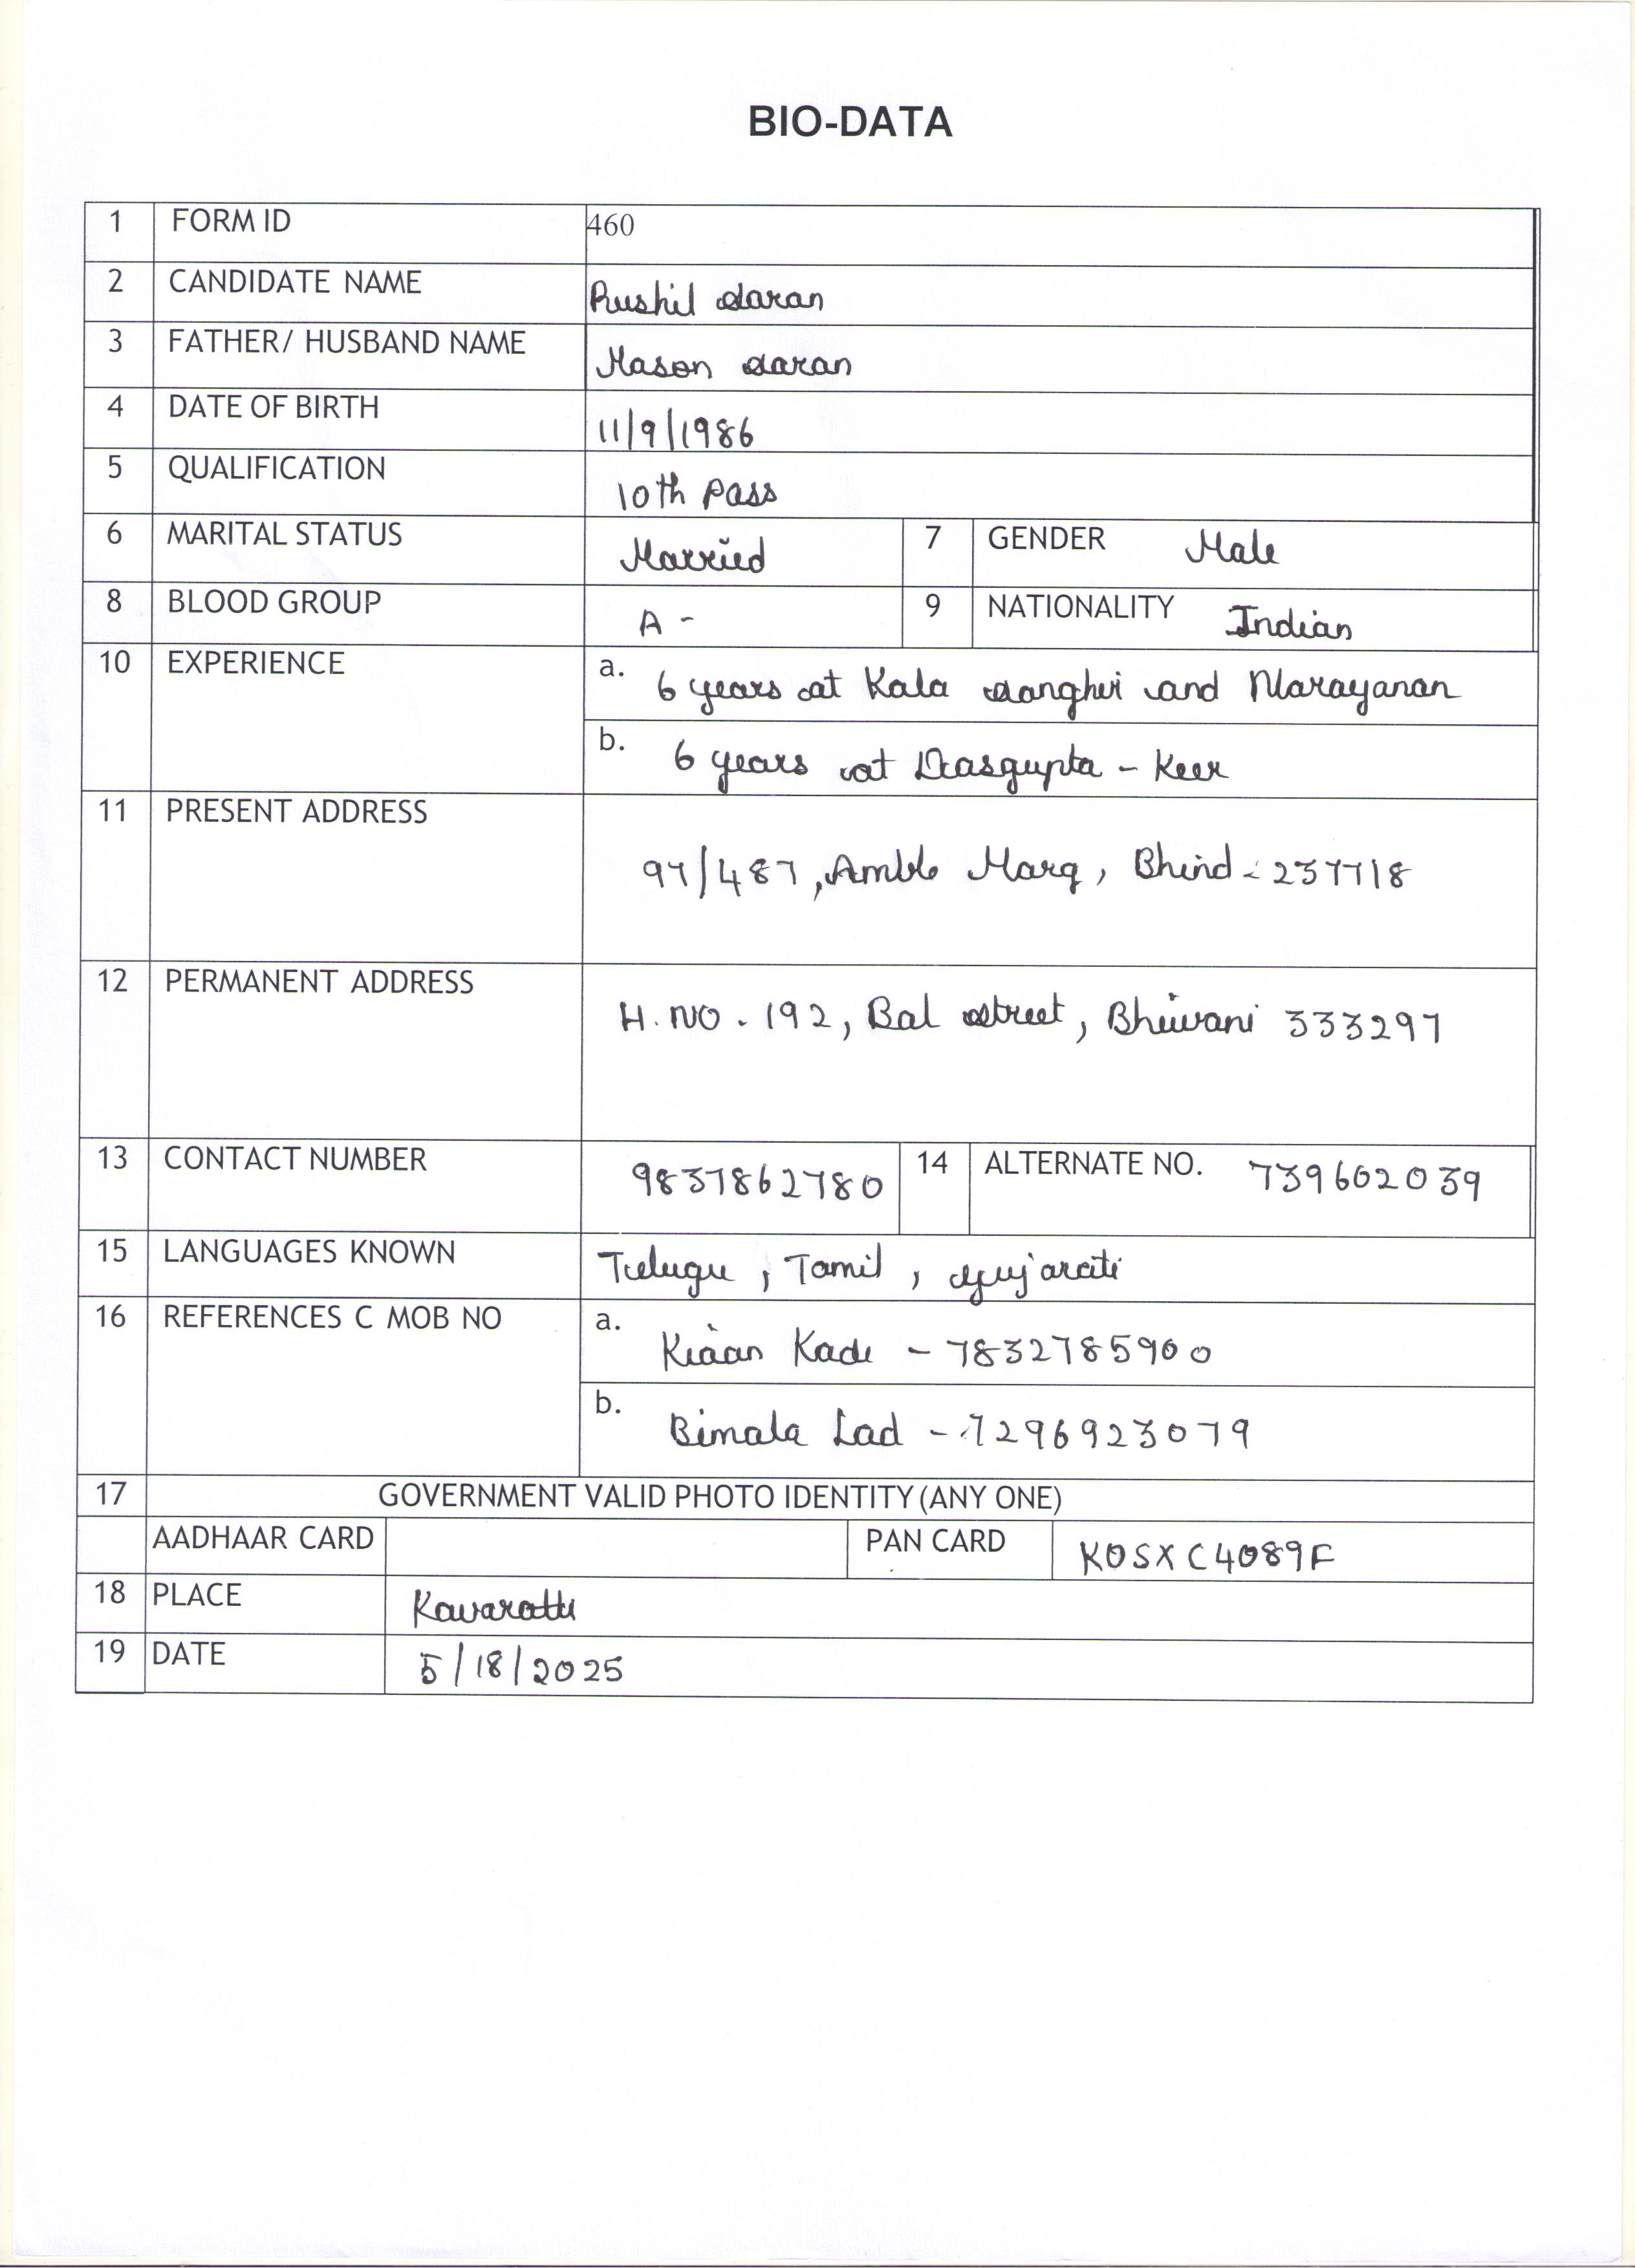 BIO-DATA
1 FORM ID 460
2 CANDIDATE NAME Rushil Saran
3 FATHER/ HUSBAND NAME Mason Saran
4 DATE OF BIRTH 11/9/1986
5 QUALIFICATION 10th pass
6 MARITAL STATUS Married 7 GENDER Male
8 BLOOD GROUP A- 9 NATIONALITY Indian
10 EXPERIENCE a. 6 years at Kala Sanghvi and Narayanan
b. 6 years at Dasgupta - Keer
11 PRESENT ADDRESS 97/487, Amble Marg, Bhind - 237718
12 PERMANENT ADDRESS H.NO. 192, Bal Street, Bhiwani 333297
13 CONTACT NUMBER 9837862780 14 ALTERNATE NO. 739602039
15 LANGUAGES KNOWN Telugu, Tamil, Gujarati
16 REFERENCES C MOB NO a. Kiaan Kade - 7832785900
b. Bimala Lad - 7296923079
17 GOVERNMENT VALID PHOTO IDENTITY (ANY ONE)
AADHAAR CARD PAN CARD KOSXC4089F
18 PLACE Kavaratti
19 DATE 5/18/2025